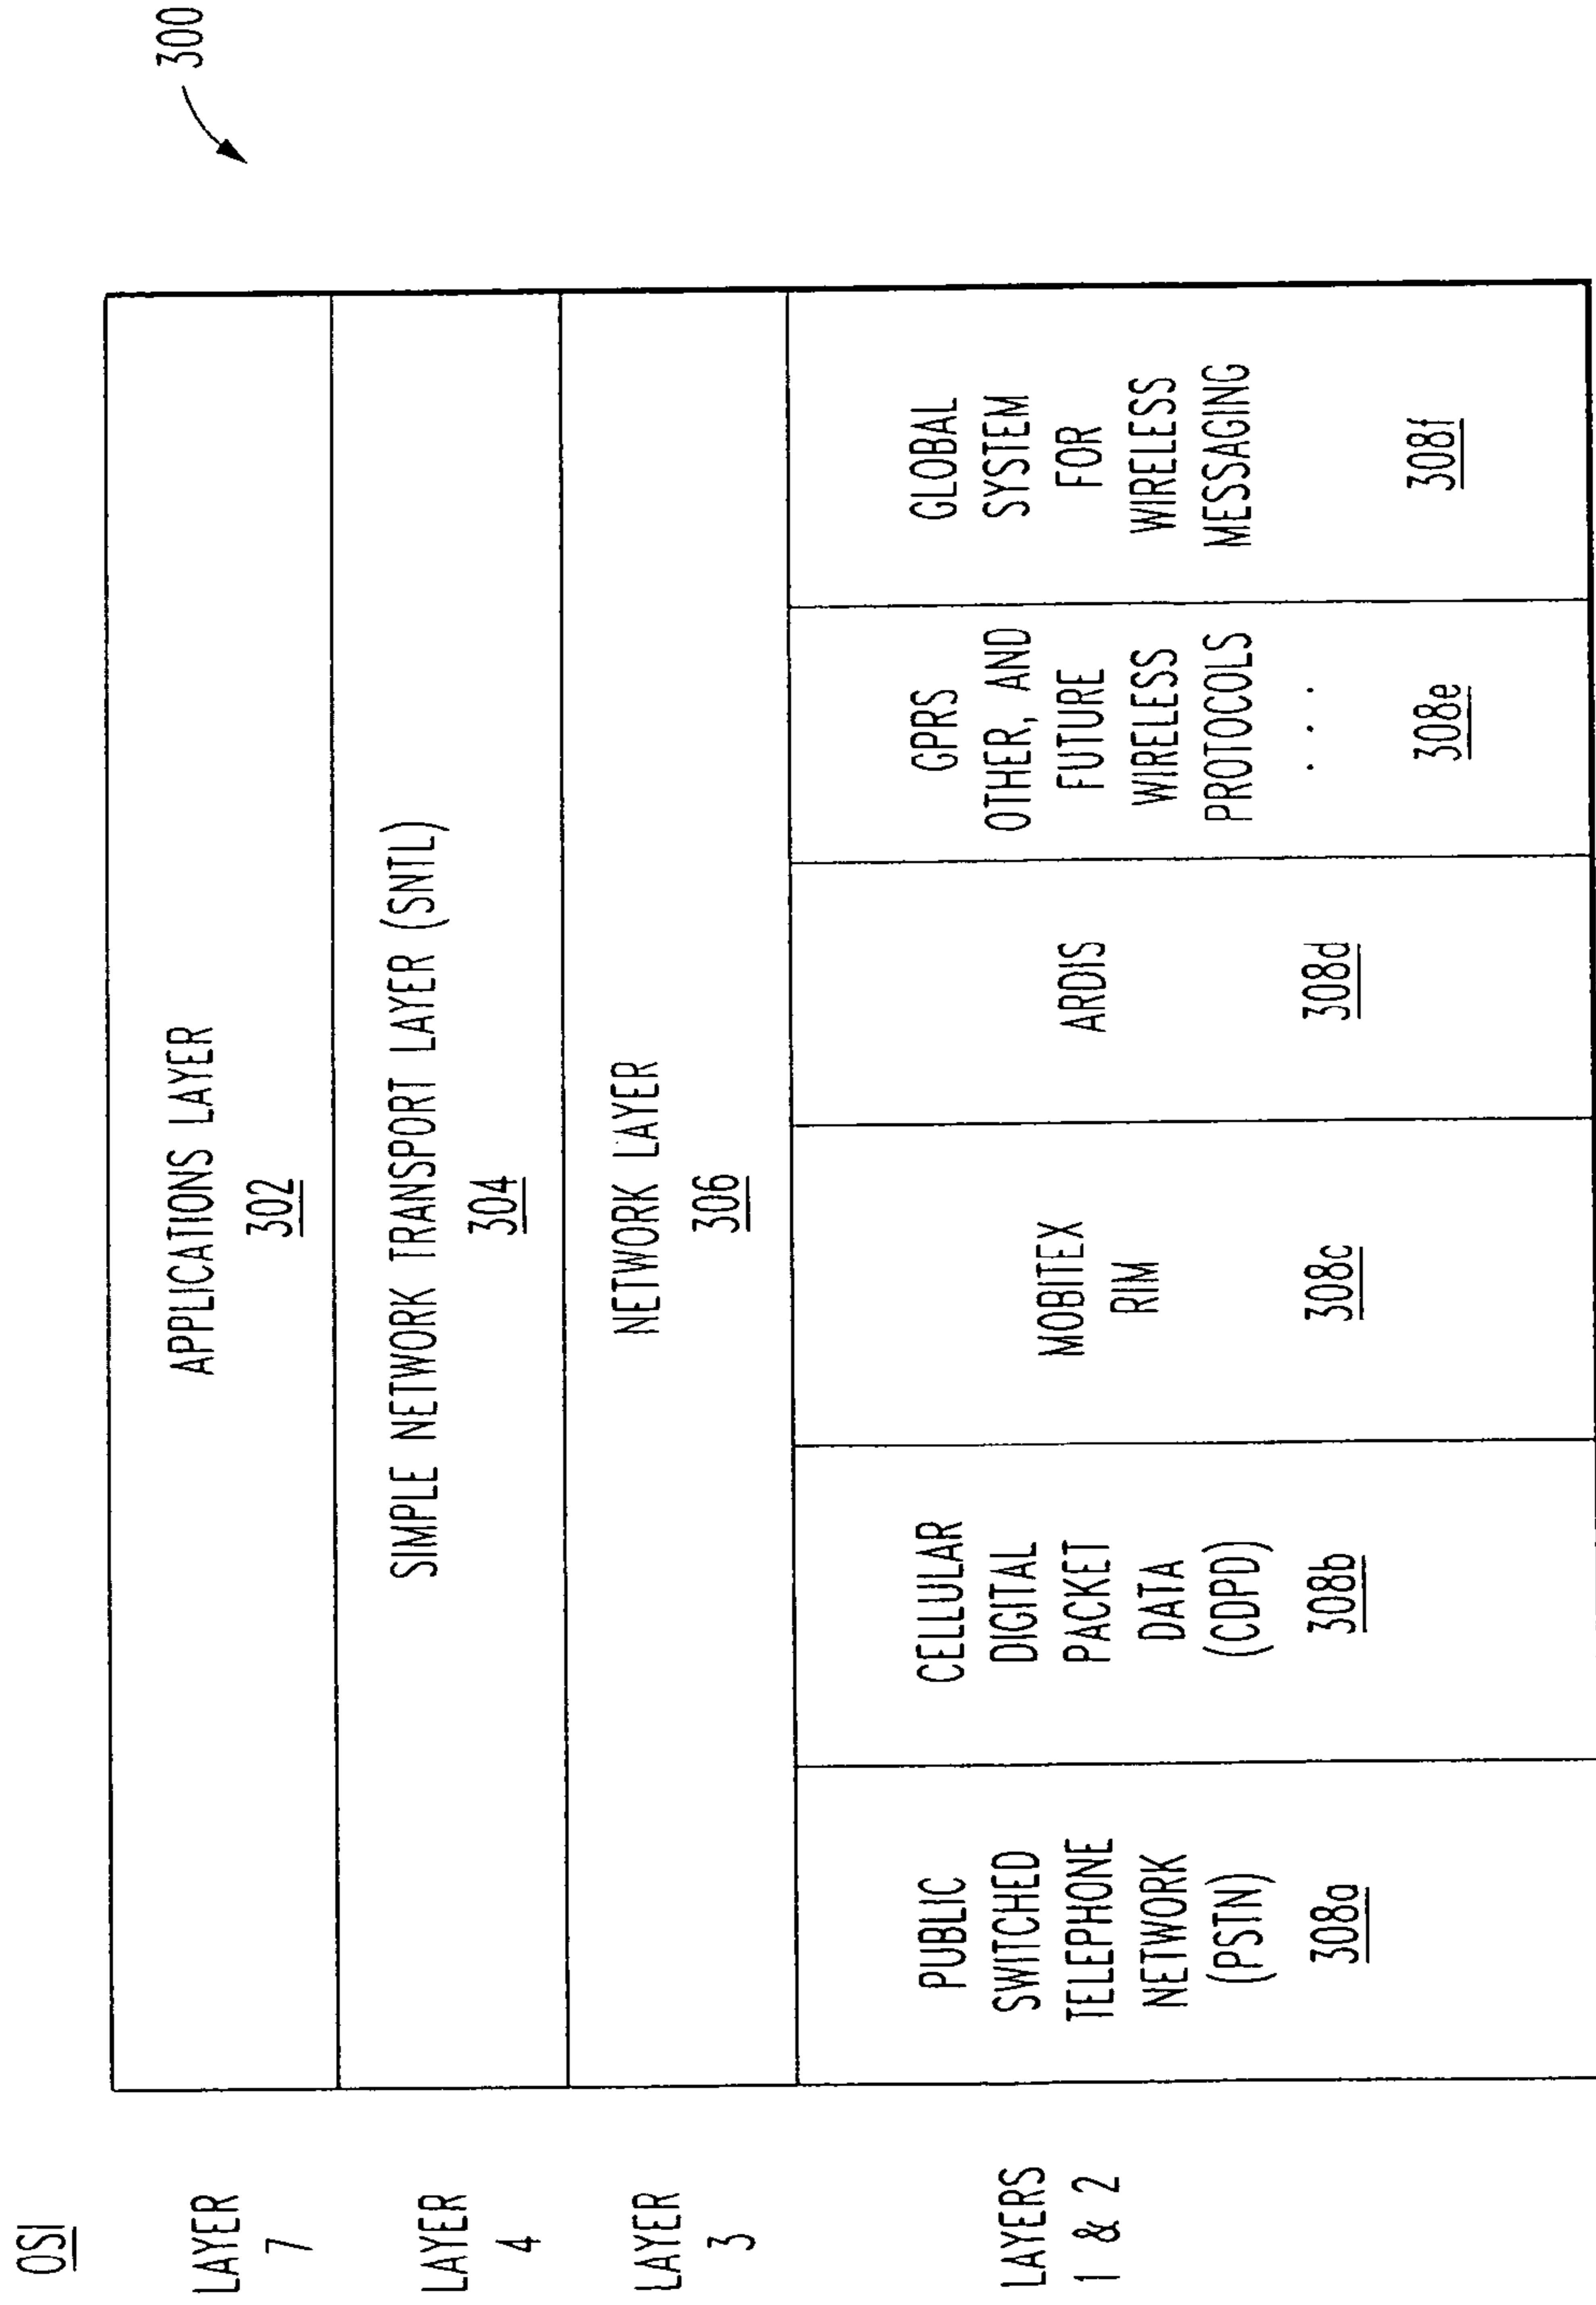 300
OSI
LAYER
7
APPLICATIONS LAYER
302
LAYER
4
SIMPLE NETWORK TRANSPORT LAYER (SNTL)
304
LAYER
3
NETWORK LAYER
306
LAYERS
1 & 2
PUBLIC
SWITCHED
TELEPHONE
NETWORK
(PSTN)
308a
CELLULAR
DIGITAL
PACKET
DATA
(CDPD)
308b
MOBITEX
RIM
308c
ARDIS
308d
GPRS
OTHER, AND
FUTURE
WIRELESS
PROTOCOLS
. . .
308e
GLOBAL
SYSTEM
FOR
WIRELESS
MESSAGING
308f